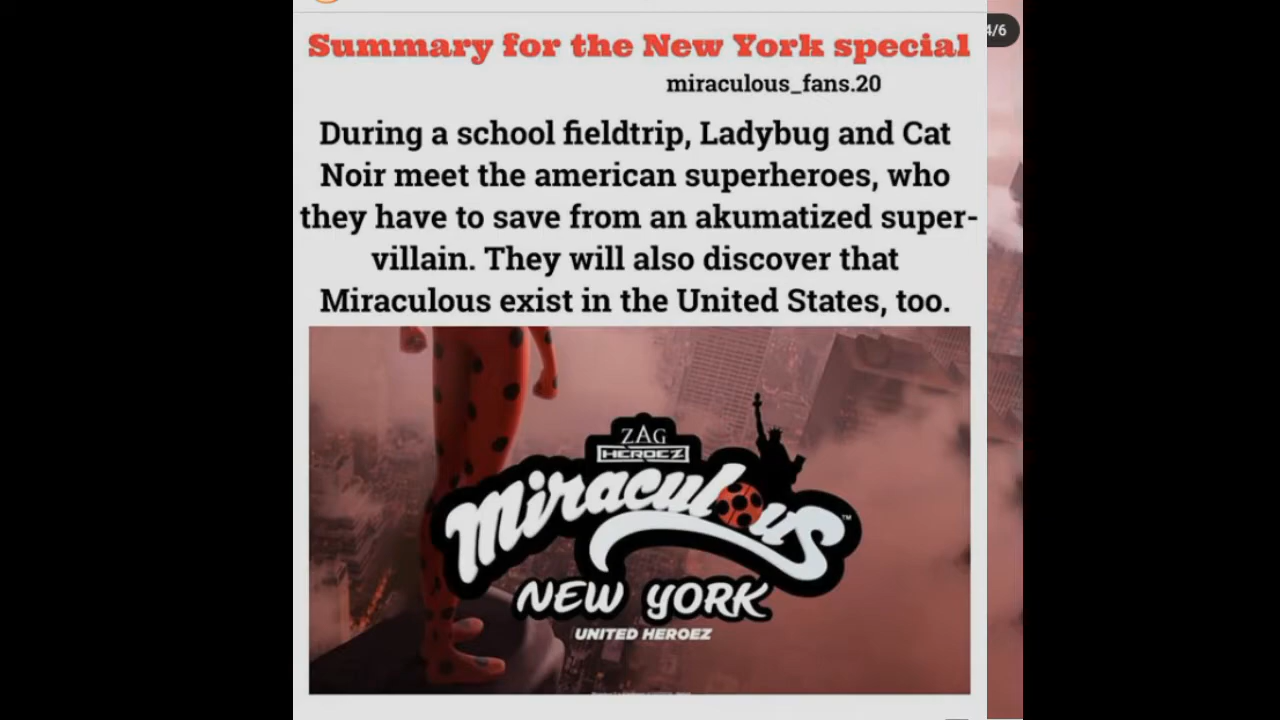 4/6
Summary for the New York special
miraculous_fans.20
During a school fieldtrip, Ladybug and Cat
Noir meet the american superheroes, who
they have to save from an akumatized super-
villain. They will also discover that
Miraculous exist in the United States, too.
ZAG
HEROEZ
Miraculous™
NEW YORK
UNITED HEROEZ